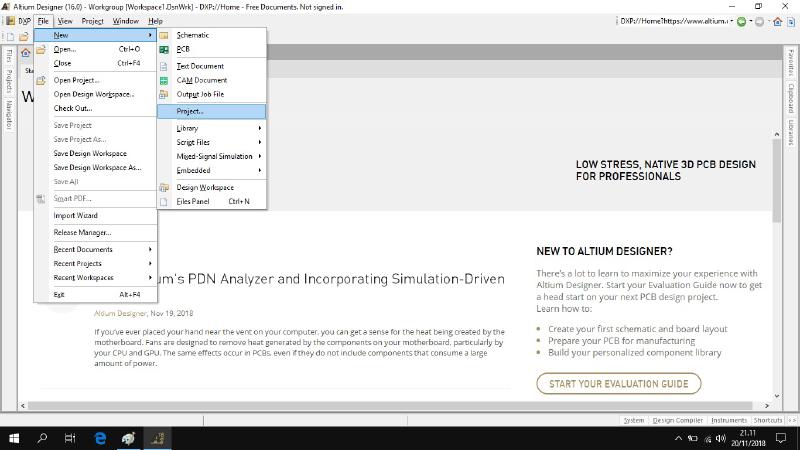 Altium Designer (16.0) - Workgroup [Workspace1.DsnWrk] - DXP://Home - Free Documents. Not signed in.
DXP File View Project Window Help
DXP://Home?https://www.altium.
New
Open... Ctrl+O
Close Ctrl+F4
Open Project...
Open Design Workspace...
Check Out...
Save Project
Save Project As...
Save Design Workspace
Save Design Workspace As...
Save All
Smart PDF...
Import Wizard
Release Manager...
Recent Documents
Recent Projects
Recent Workspaces
Exit Alt+F4
Schematic
PCB
Text Document
CAM Document
Output Job File
Project...
Library
Script Files
Mixed-Signal Simulation
Embedded
Design Workspace
Files Panel Ctrl+N
Files
Projects
Navigator
Favorites
Clipboard
Libraries
LOW STRESS, NATIVE 3D PCB DESIGN
FOR PROFESSIONALS
um's PDN Analyzer and Incorporating Simulation-Driven
Altium Designer, Nov 19, 2018
If you've ever placed your hand near the vent on your computer, you can get a sense for the heat being created by the
motherboard. Fans are designed to remove heat generated by the components on your motherboard, particularly by
your CPU and GPU. The same effects occur in PCBs, even if they do not include components that consume a large
amount of power.
NEW TO ALTIUM DESIGNER?
There's a lot to learn to maximize your experience with
Altium Designer. Start your Evaluation Guide now to get
a head start on your next PCB design project.
Learn how to:
Create your first schematic and board layout
Prepare your PCB for manufacturing
Build your personalized component library
START YOUR EVALUATION GUIDE
System Design Compiler Instruments Shortcuts >>
21.11
20/11/2018